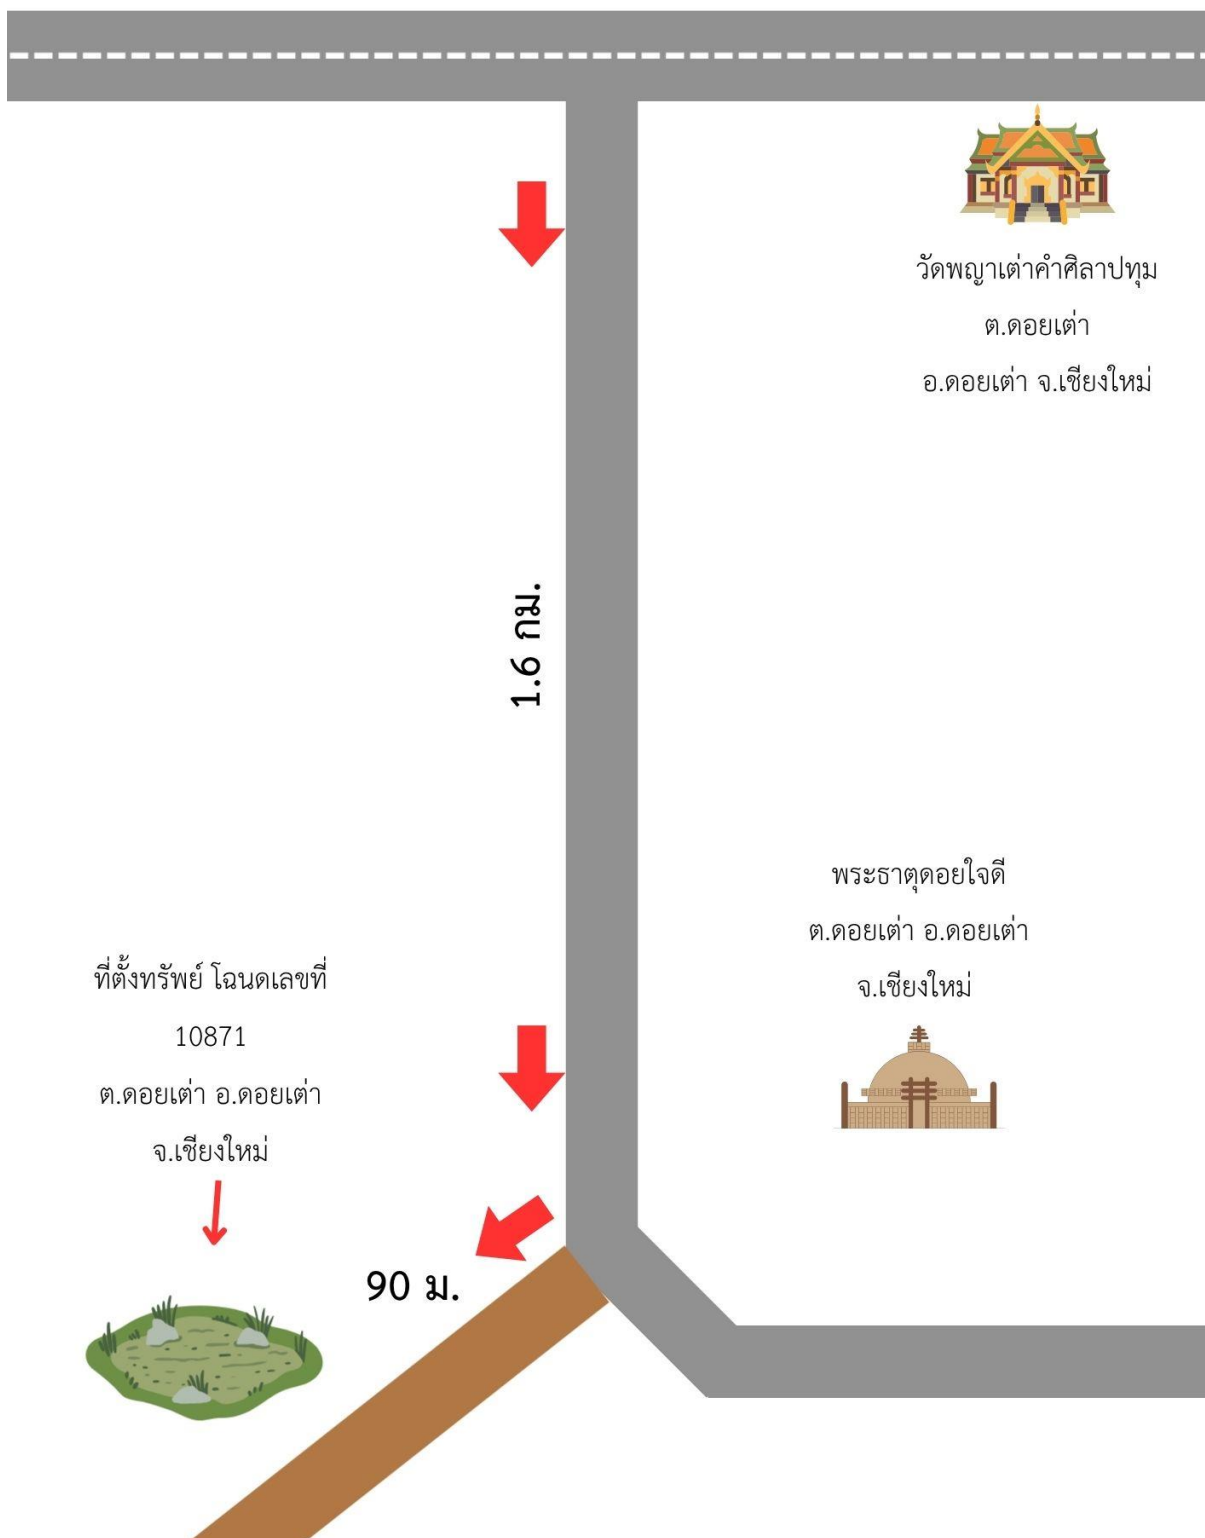 วัดพญาเต่าคำศิลาปทุม
ต.ดอยเต่า
อ.ดอยเต่า จ.เชียงใหม่
1.6 กม.
พระธาตุดอยใจดี
ต.ดอยเต่า อ.ดอยเต่า
จ.เชียงใหม่
ที่ตั้งทรัพย์ โฉนดเลขที่
10871
ต.ดอยเต่า อ.ดอยเต่า
จ.เชียงใหม่
90 ม.